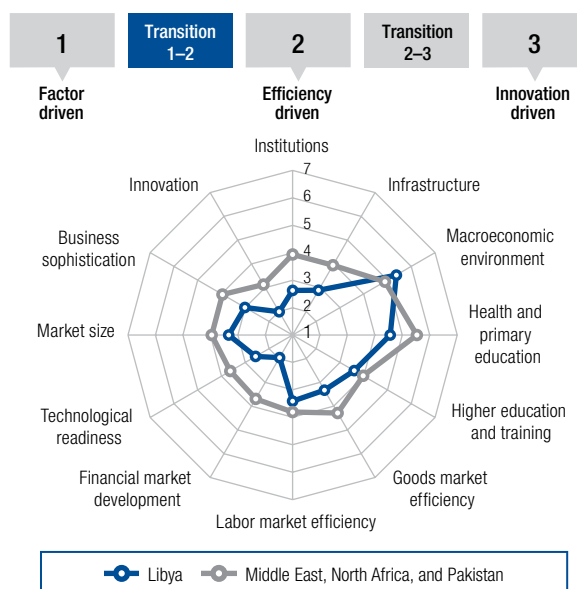 1
Transition
1–2
2
Transition
2–3
3
Factor
driven
Efficiency
driven
Innovation
driven
Institutions
7
6
5
4
3
2
1
Infrastructure
Macroeconomic
environment
Health and
primary
education
Higher education
and training
Goods market
efficiency
Labor market efficiency
Financial market
development
Technological
readiness
Market size
Business
sophistication
Innovation
Libya
Middle East, North Africa, and Pakistan